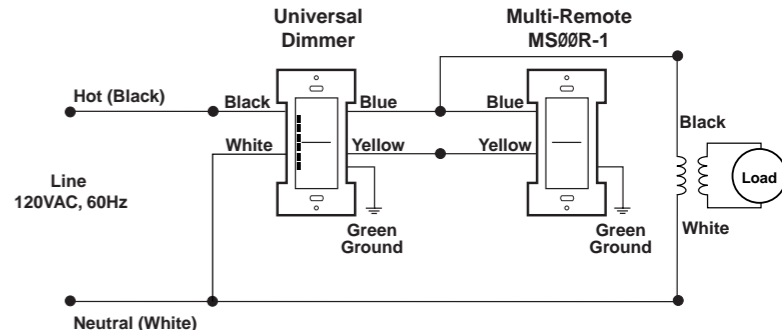 Universal
Dimmer
Multi-Remote
MSØØR-1
Hot (Black)
Black
Blue
Blue
Black
White
Yellow
Yellow
Line
120VAC, 60Hz
Load
Green
Ground
Green
Ground
White
Neutral (White)